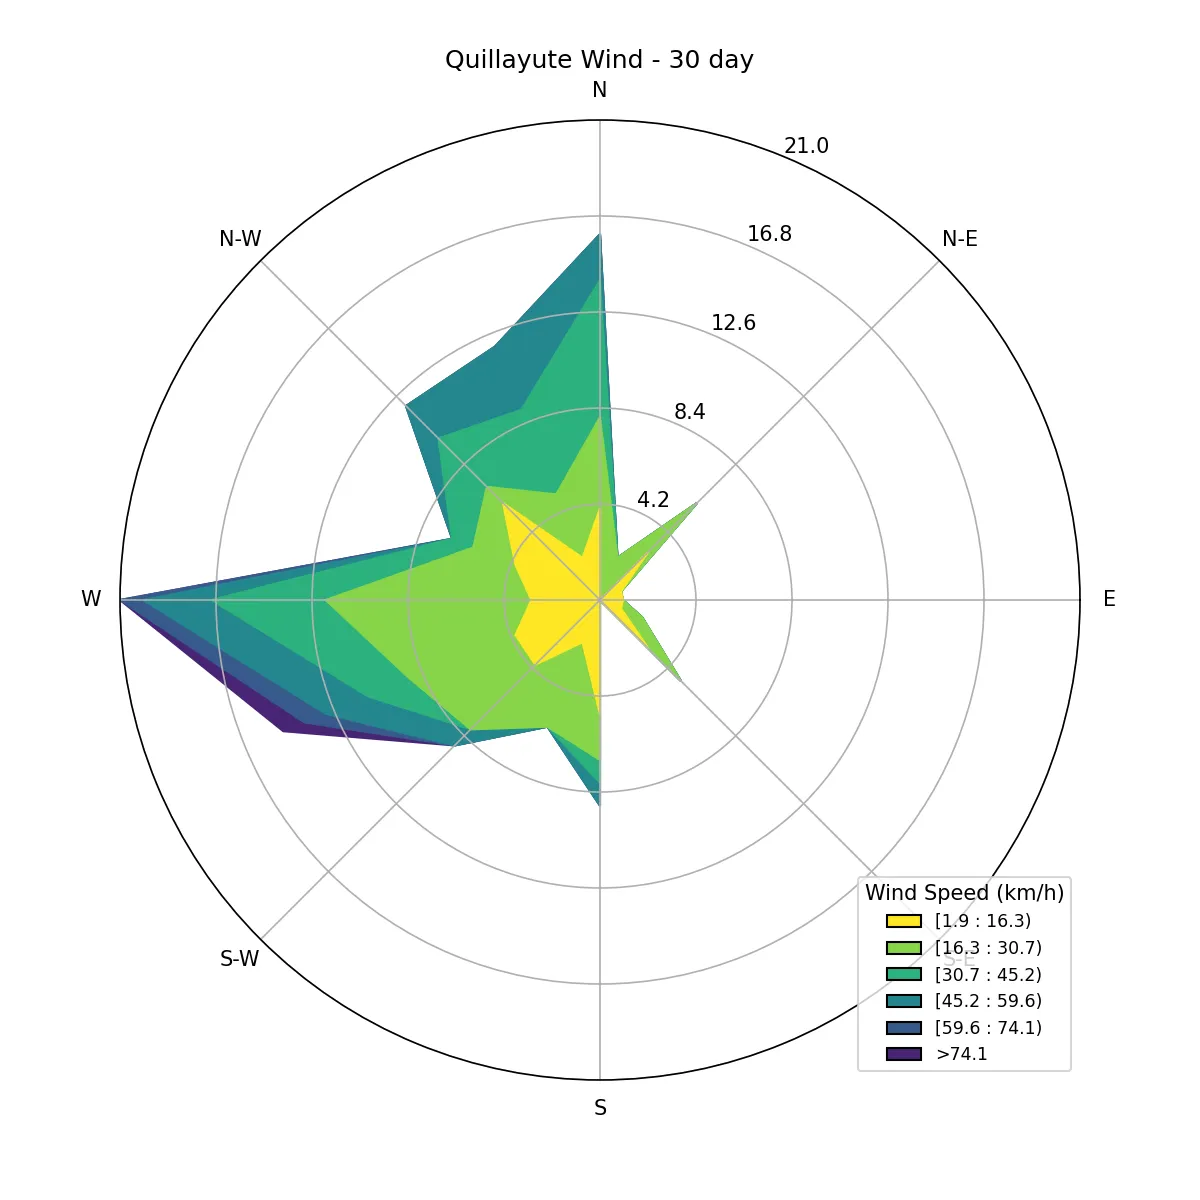 Quillayute Wind - 30 day
N
21.0
16.8
N-W
N-E
12.6
8.4
4.2
W
E
Wind Speed (km/h)
[1.9 : 16.3)
[16.3 : 30.7)
S-W
S-E
[30.7 : 45.2)
[45.2 : 59.6)
[59.6 : 74.1)
>74.1
S